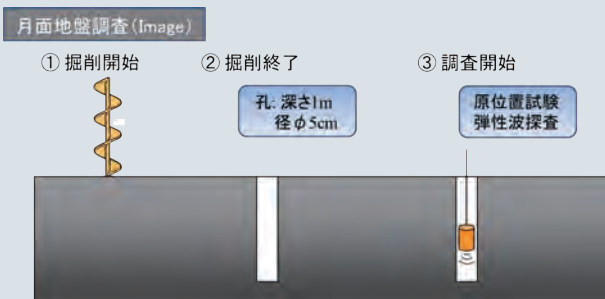 月面地盤調査(Image)
① 掘削開始
② 掘削終了
③ 調査開始
孔: 深さ1m
径φ5cm
原位置試験
弾性波探査